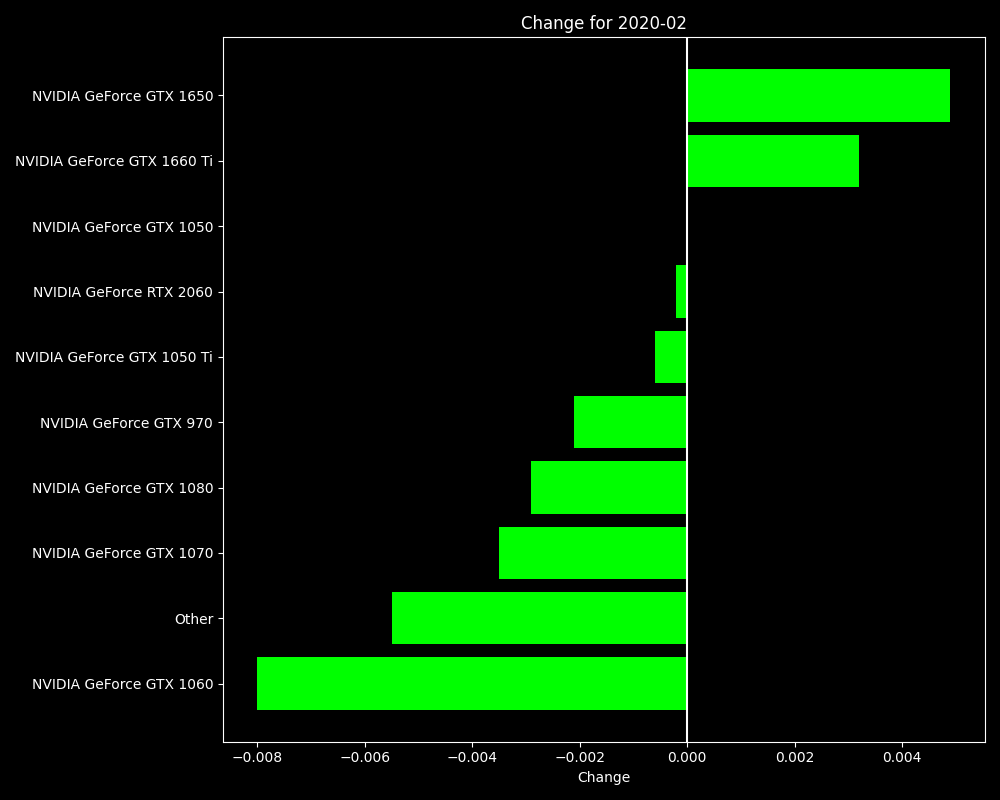 Change for 2020-02
NVIDIA GeForce GTX 1650
NVIDIA GeForce GTX 1660 Ti
NVIDIA GeForce GTX 1050
NVIDIA GeForce RTX 2060
NVIDIA GeForce GTX 1050 Ti
NVIDIA GeForce GTX 970
NVIDIA GeForce GTX 1080
NVIDIA GeForce GTX 1070
Other
NVIDIA GeForce GTX 1060
−0.008 −0.006 −0.004 −0.002 0.000 0.002 0.004
Change